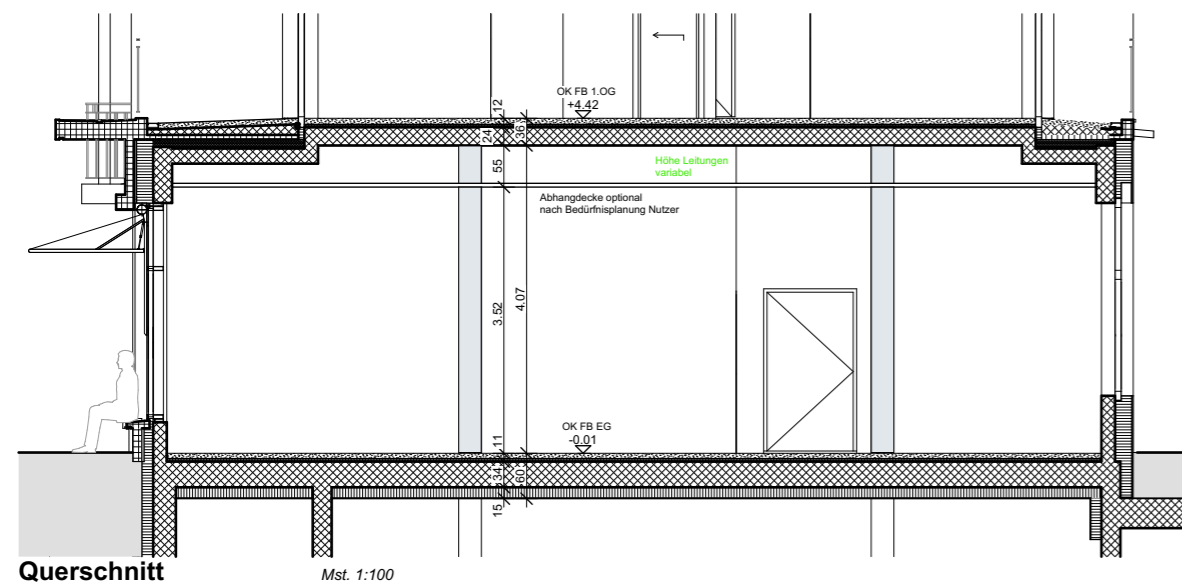 OK FB 1.OG
+4.42
12
36
24
Höhe Leitungen
variabel
55
Abhangdecke optional
nach Bedürfnisplanung Nutzer
3.52
4.07
OK FB EG
-0.01
11
34
60
15
Querschnitt
Mst. 1:100